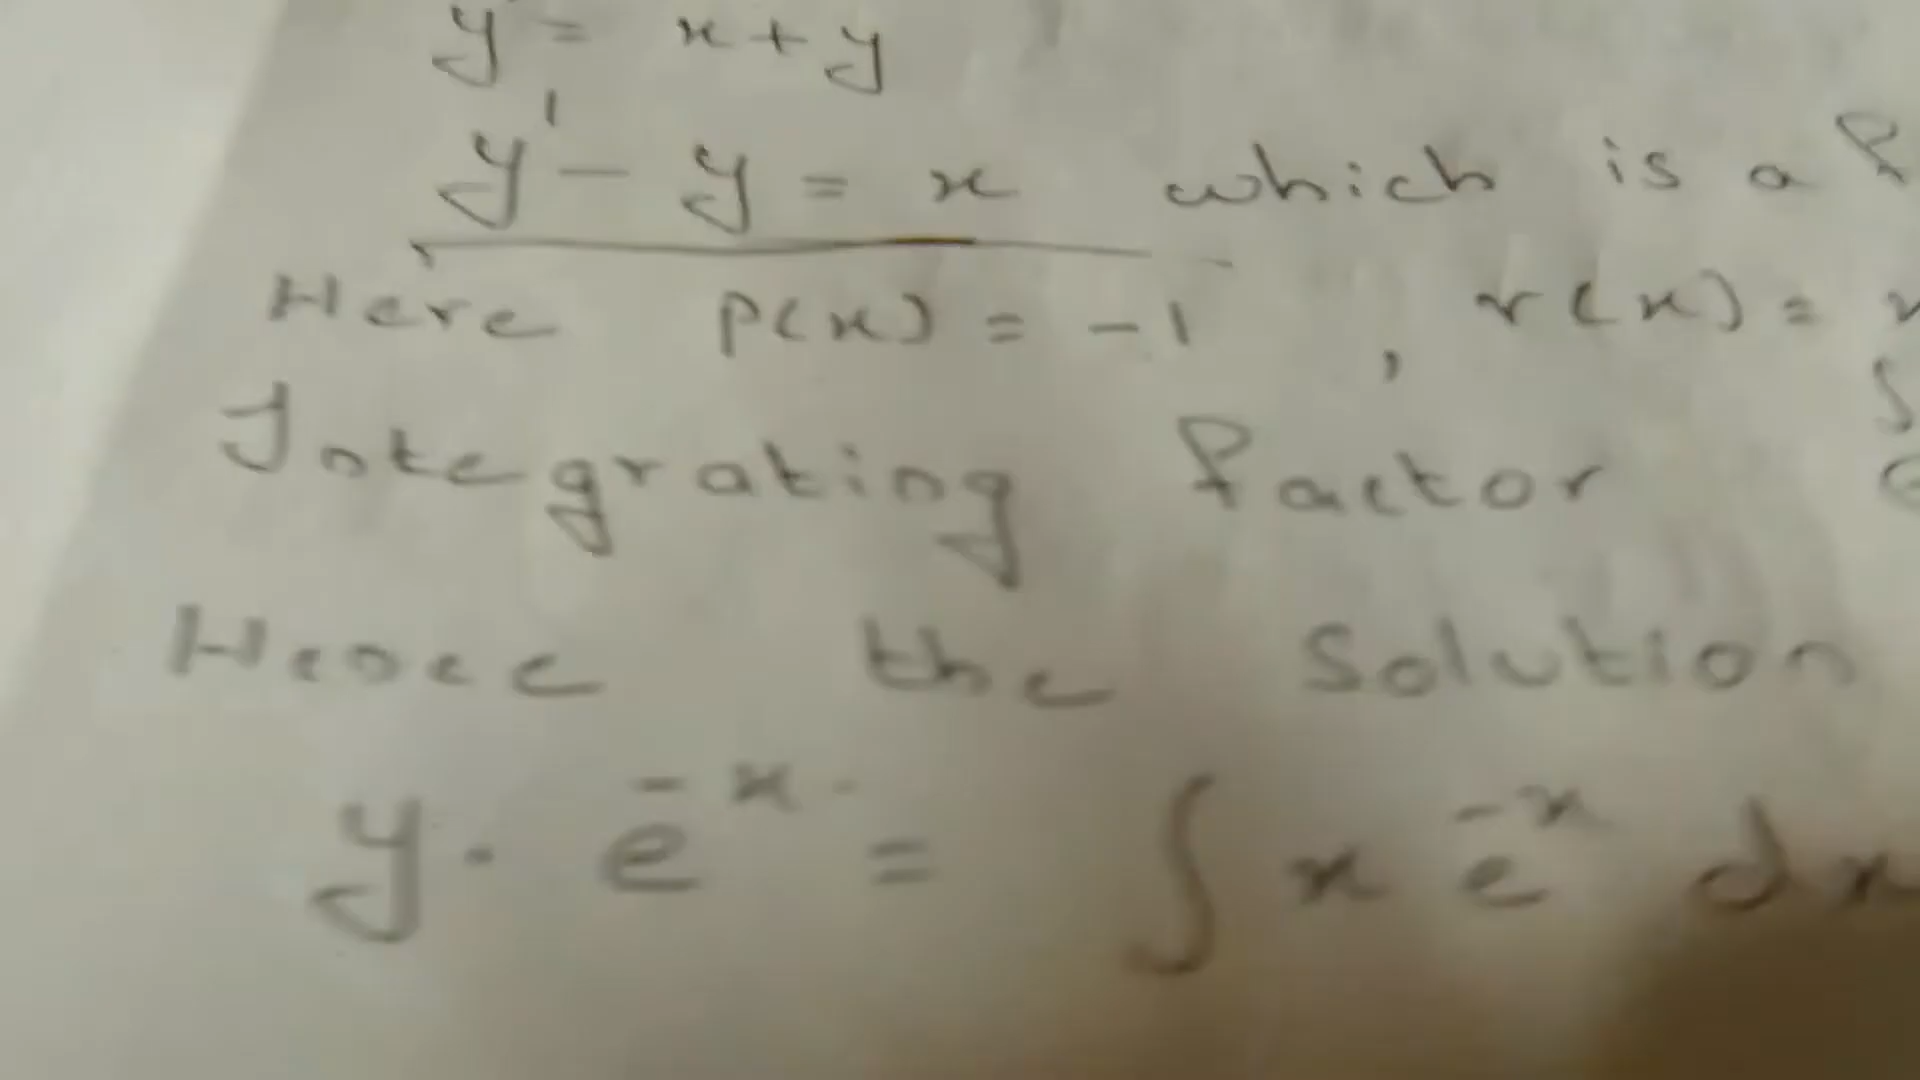 y = x + y
y' - y = x which is a
Here p(x) = -1 , r(x) =
Integrating factor
Hence the solution
y · e^-x = ∫ x e^-x dx